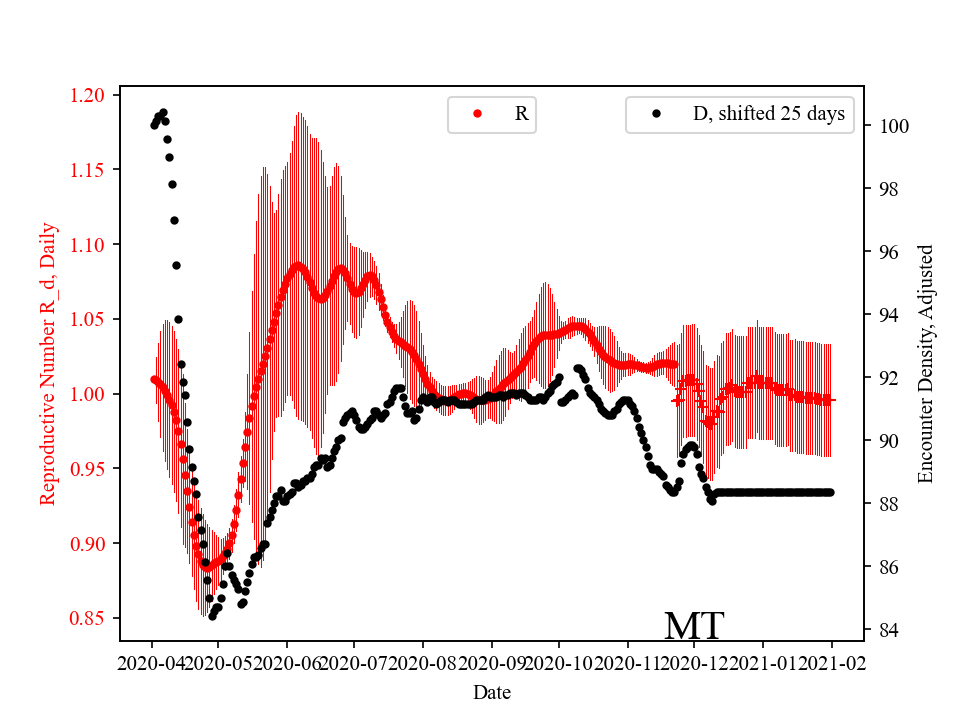 R
D, shifted 25 days
Reproductive Number R_d, Daily
1.20
1.15
1.10
1.05
1.00
0.95
0.90
0.85
100
98
96
94
92
90
88
86
84
Encounter Density, Adjusted
MT
2020-04 2020-05 2020-06 2020-07 2020-08 2020-09 2020-10 2020-11 2020-12 2021-01 2021-02
Date